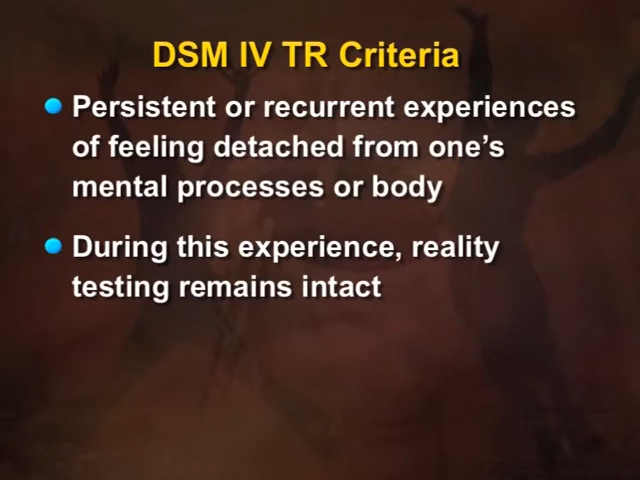 DSM IV TR Criteria
Persistent or recurrent experiences
of feeling detached from one’s
mental processes or body
During this experience, reality
testing remains intact